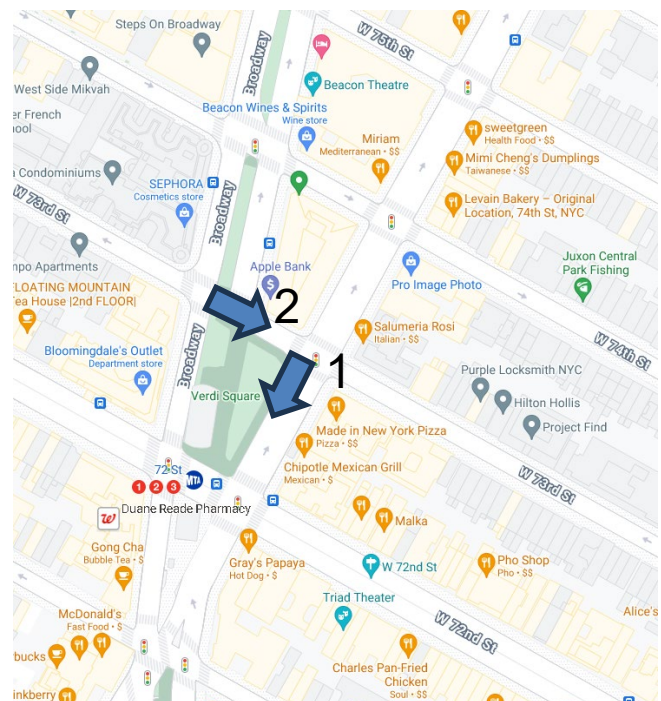 Steps On Broadway
W 75th St
Broadway
West Side Mikvah
Beacon Theatre
er French
ool
Beacon Wines & Spirits
Wine store
Miriam
Mediterranean • $$
sweetgreen
Health Food • $$
Mimi Cheng's Dumplings
Taiwanese • $$
a Condominiums
SEPHORA
Cosmetics store
Broadway
Levain Bakery – Original
Location, 74th St, NYC
W 73rd St
npo Apartments
Apple Bank
$
Juxon Central
Park Fishing
Pro Image Photo
FLOATING MOUNTAIN
Tea House |2ND FLOOR|
2
Salumeria Rosi
Italian • $$
W 74th St
Bloomingdale's Outlet
Department store
Broadway
1
Purple Locksmith NYC
Verdi Square
Hilton Hollis
Made in New York Pizza
Pizza • $$
Project Find
72 St
1 2 3
MTA
Chipotle Mexican Grill
Mexican • $
W 73rd St
Duane Reade Pharmacy
Malka
Gong Cha
Bubble Tea • $
Gray's Papaya
Hot Dog • $
W 72nd St
Pho Shop
Pho • $$
McDonald's
Fast Food • $
Triad Theater
W 72nd St
Alice's
bucks
Charles Pan-Fried
Chicken
Soul • $$
inkberry